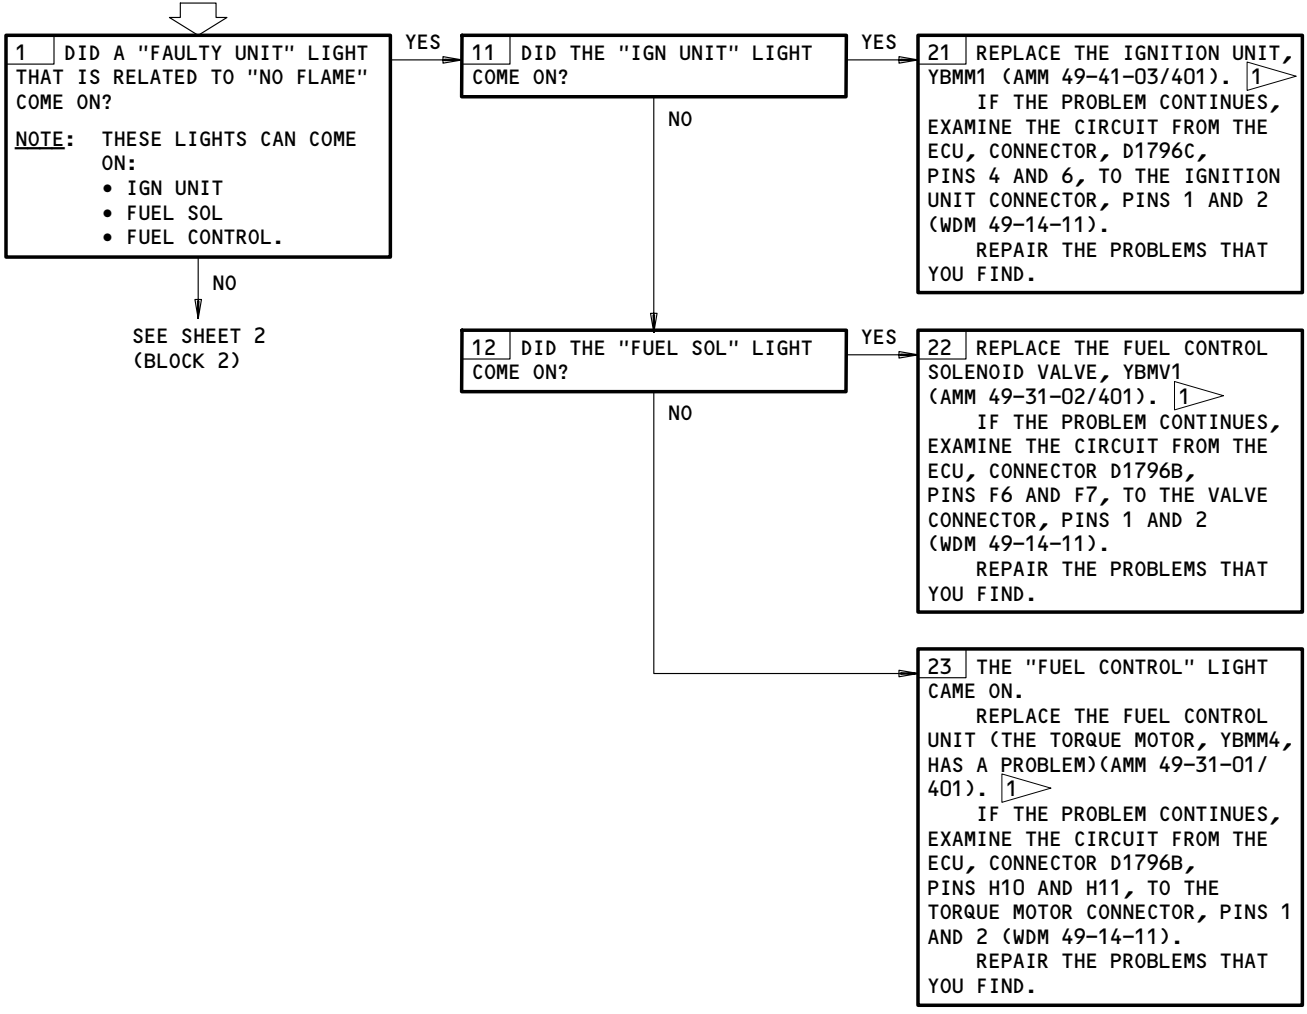 1 DID A "FAULTY UNIT" LIGHT
THAT IS RELATED TO "NO FLAME"
COME ON?
NOTE: THESE LIGHTS CAN COME
ON:
• IGN UNIT
• FUEL SOL
• FUEL CONTROL.
NO
SEE SHEET 2
(BLOCK 2)
YES
11 DID THE "IGN UNIT" LIGHT
COME ON?
NO
YES
21 REPLACE THE IGNITION UNIT,
YBMM1 (AMM 49-41-03/401). 1
IF THE PROBLEM CONTINUES,
EXAMINE THE CIRCUIT FROM THE
ECU, CONNECTOR, D1796C,
PINS 4 AND 6, TO THE IGNITION
UNIT CONNECTOR, PINS 1 AND 2
(WDM 49-14-11).
REPAIR THE PROBLEMS THAT
YOU FIND.
12 DID THE "FUEL SOL" LIGHT
COME ON?
NO
YES
22 REPLACE THE FUEL CONTROL
SOLENOID VALVE, YBMV1
(AMM 49-31-02/401). 1
IF THE PROBLEM CONTINUES,
EXAMINE THE CIRCUIT FROM THE
ECU, CONNECTOR D1796B,
PINS F6 AND F7, TO THE VALVE
CONNECTOR, PINS 1 AND 2
(WDM 49-14-11).
REPAIR THE PROBLEMS THAT
YOU FIND.
23 THE "FUEL CONTROL" LIGHT
CAME ON.
REPLACE THE FUEL CONTROL
UNIT (THE TORQUE MOTOR, YBMM4,
HAS A PROBLEM)(AMM 49-31-01/
401). 1
IF THE PROBLEM CONTINUES,
EXAMINE THE CIRCUIT FROM THE
ECU, CONNECTOR D1796B,
PINS H10 AND H11, TO THE
TORQUE MOTOR CONNECTOR, PINS 1
AND 2 (WDM 49-14-11).
REPAIR THE PROBLEMS THAT
YOU FIND.